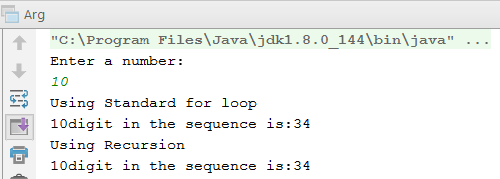 Arg
"C:\Program Files\Java\jdk1.8.0_144\bin\java" ...
Enter a number:
10
Using Standard for loop
10digit in the sequence is:34
Using Recursion
10digit in the sequence is:34